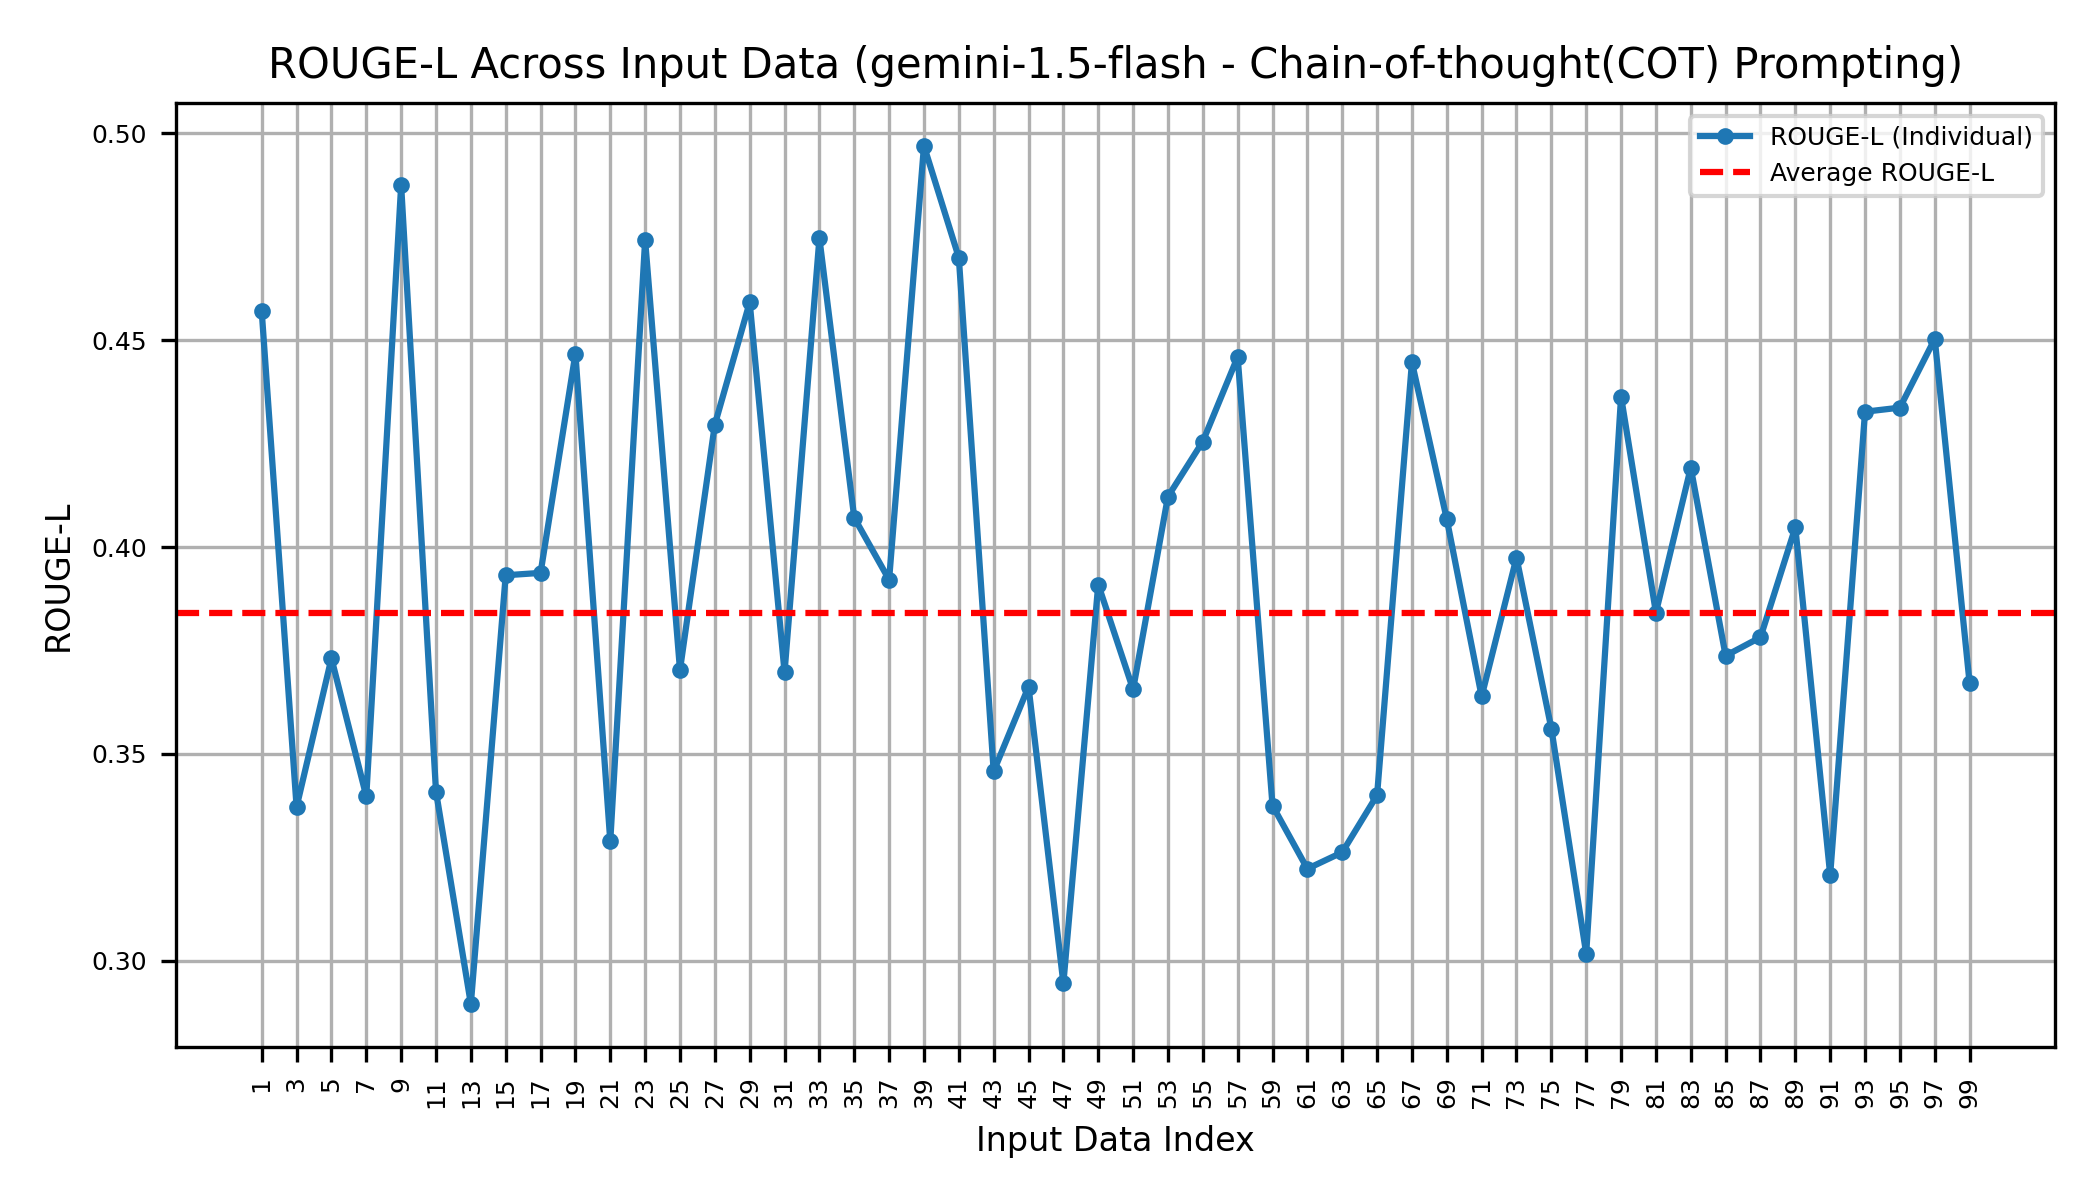 ROUGE-L Across Input Data (gemini-1.5-flash - Chain-of-thought(COT) Prompting)
ROUGE-L (Individual)
Average ROUGE-L
ROUGE-L
0.50
0.45
0.40
0.35
0.30
1 3 5 7 9 11 13 15 17 19 21 23 25 27 29 31 33 35 37 39 41 43 45 47 49 51 53 55 57 59 61 63 65 67 69 71 73 75 77 79 81 83 85 87 89 91 93 95 97 99
Input Data Index